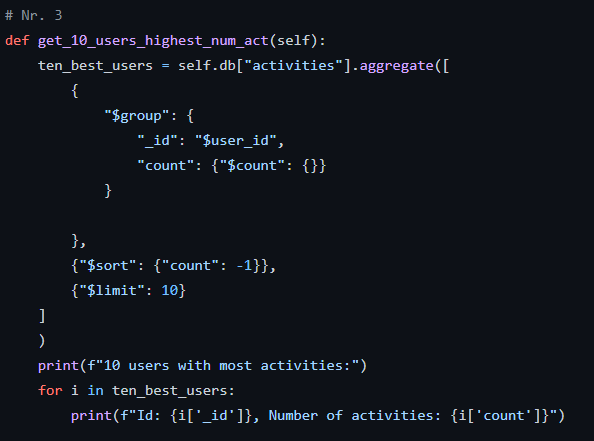 # Nr. 3
def get_10_users_highest_num_act(self):
    ten_best_users = self.db["activities"].aggregate([
        {
            "$group": {
                "_id": "$user_id",
                "count": {"$count": {}}
            }

        },
        {"$sort": {"count": -1}},
        {"$limit": 10}
    ]
    )
    print(f"10 users with most activities:")
    for i in ten_best_users:
        print(f"Id: {i['_id']}, Number of activities: {i['count']}")